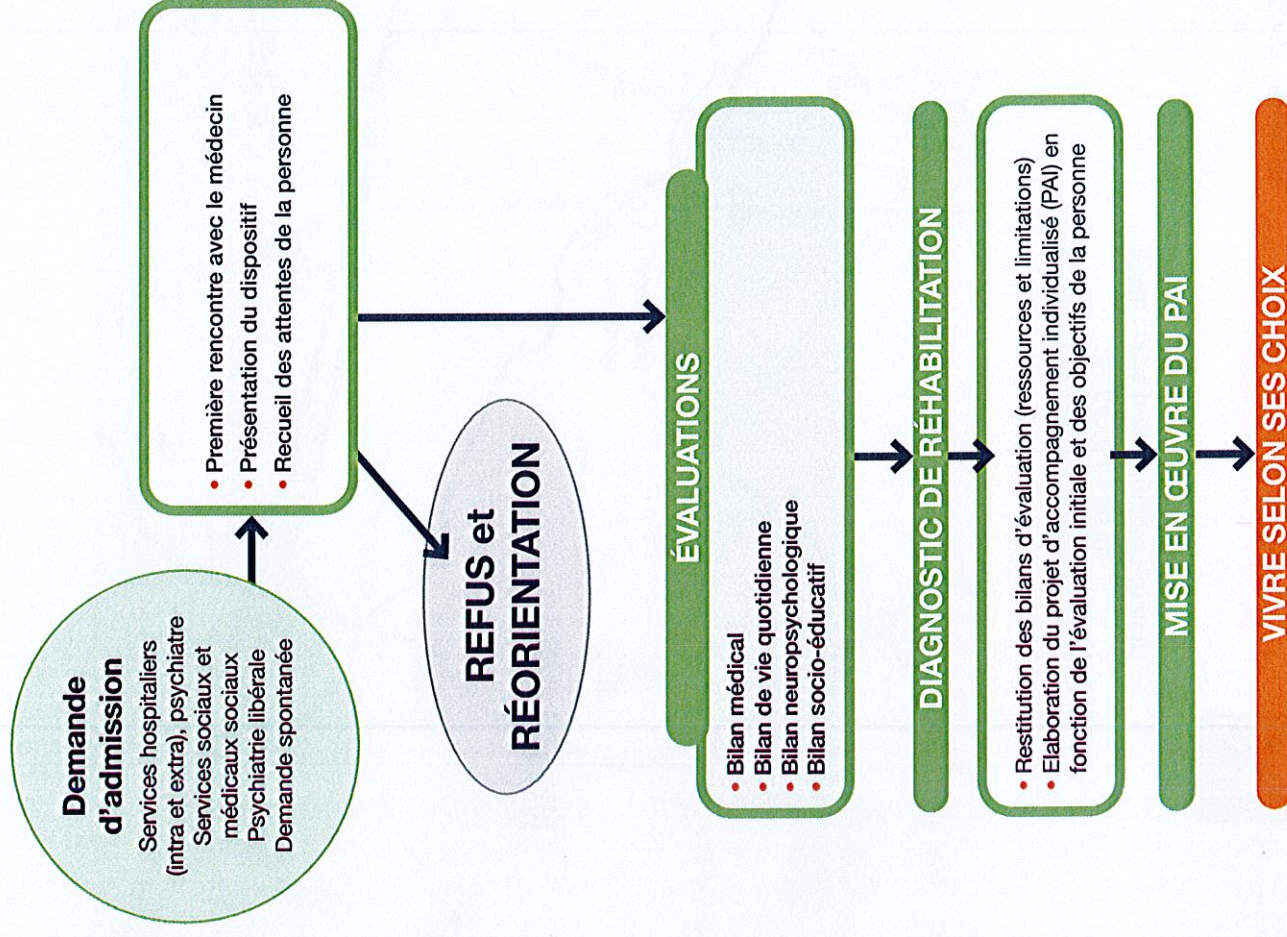 Demande
d'admission
Services hospitaliers
(intra et extra), psychiatre
Services sociaux et
médicaux sociaux
Psychiatrie libérale
Demande spontanée
• Première rencontre avec le médecin
• Présentation du dispositif
• Recueil des attentes de la personne
REFUS et
RÉORIENTATION
ÉVALUATIONS
• Bilan médical
• Bilan de vie quotidienne
• Bilan neuropsychologique
• Bilan socio-éducatif
DIAGNOSTIC DE RÉHABILITATION
• Restitution des bilans d'évaluation (ressources et limitations)
• Elaboration du projet d'accompagnement individualisé (PAI) en
fonction de l'évaluation initiale et des objectifs de la personne
MISE EN ŒUVRE DU PAI
VIVRE SELON SES CHOIX